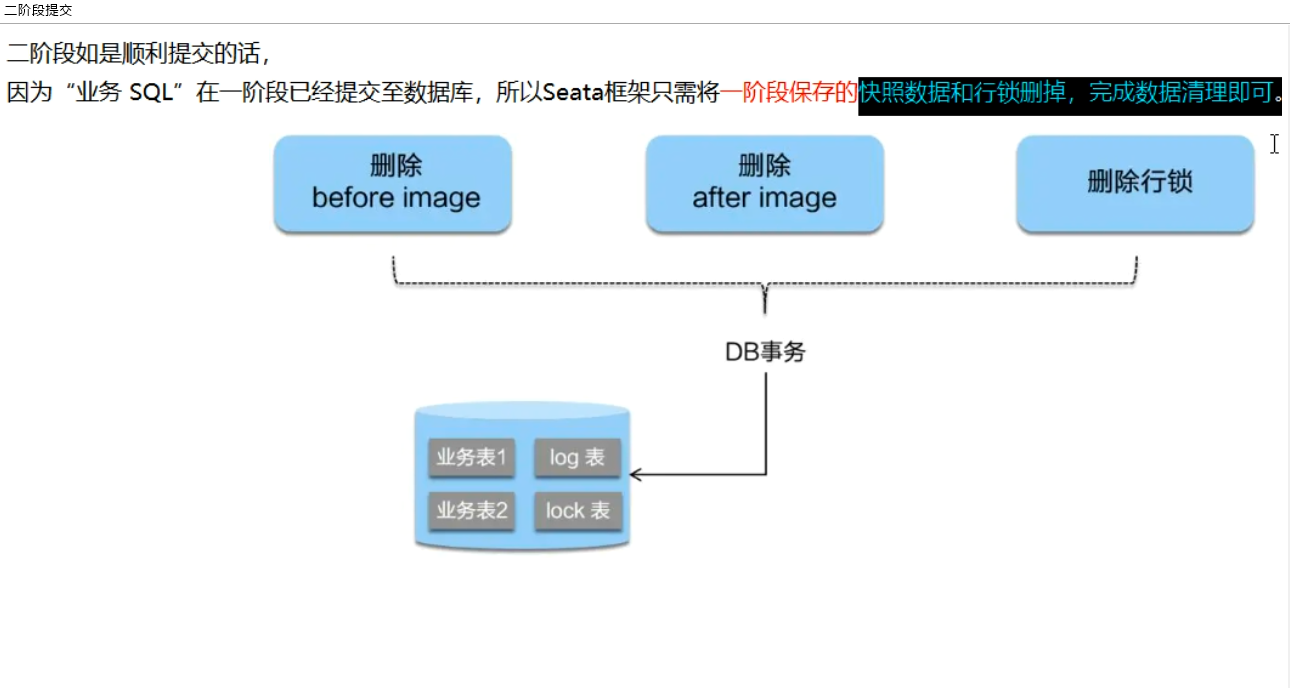 二阶段提交
二阶段如是顺利提交的话，
因为“业务 SQL”在一阶段已经提交至数据库，所以Seata框架只需将一阶段保存的快照数据和行锁删掉，完成数据清理即可。
删除
before image
删除
after image
删除行锁
DB事务
业务表1
log 表
业务表2
lock 表